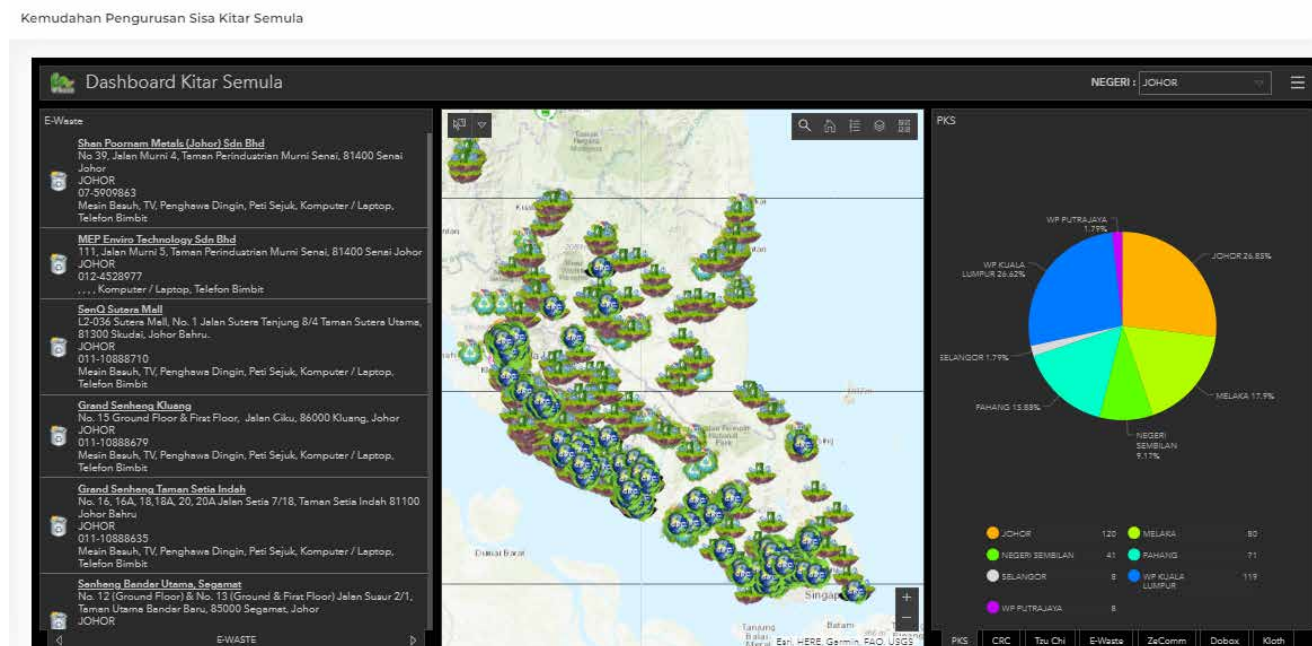 Kemudahan Pengurusan Sisa Kitar Semula
Dashboard Kitar Semula
NEGERI : JOHOR
E-Waste
Shan Poornam Metals (Johor) Sdn Bhd
No 39, Jalan Murni 4, Taman Perindustrian Murni Senai, 81400 Senai
Johor
JOHOR
07-5909863
Mesin Basuh, TV, Penghawa Dingin, Peti Sejuk, Komputer / Laptop,
Telefon Bimbit
MEP Enviro Technology Sdn Bhd
111, Jalan Murni 5, Taman Perindustrian Murni Senai, 81400 Senai Johor
JOHOR
012-4528977
, , , , Komputer / Laptop, Telefon Bimbit
SenQ Sutera Mall
L2-036 Sutera Mall, No. 1 Jalan Sutera Tanjung 8/4 Taman Sutera Utama,
81300 Skudai, Johor Bahru.
JOHOR
011-10888710
Mesin Basuh, TV, Penghawa Dingin, Peti Sejuk, Komputer / Laptop,
Telefon Bimbit
Grand Senheng Kluang
No. 15 Ground Floor & First Floor, Jalan Ciku, 86000 Kluang, Johor
JOHOR
011-10888679
Mesin Basuh, TV, Penghawa Dingin, Peti Sejuk, Komputer / Laptop,
Telefon Bimbit
Grand Senheng Taman Setia Indah
No. 16, 16A, 18,18A, 20, 20A Jalan Setia 7/18, Taman Setia Indah 81100
Johor Bahru
JOHOR
011-10888635
Mesin Basuh, TV, Penghawa Dingin, Peti Sejuk, Komputer / Laptop,
Telefon Bimbit
Senheng Bandar Utama, Segamat
No. 12 (Ground Floor) & No. 13 (Ground & First Floor) Jalan Susur 2/1,
Taman Utama Bandar Baru, 85000 Segamat, Johor
JOHOR
E-WASTE
Taman
Negara
National
Park
Dumai Barat
Singap
Tanjung
Balai
Batam
Esri, HERE, Garmin, FAO, USGS
PKS
WP PUTRAJAYA
1.79%
JOHOR 26.85%
WP KUALA
LUMPUR 26.62%
SELANGOR 1.79%
MELAKA 17.9%
PAHANG 15.88%
NEGERI
SEMBILAN
9.17%
JOHOR 120
MELAKA 80
NEGERI SEMBILAN 41
PAHANG 71
SELANGOR 8
WP KUALA
LUMPUR 119
WP PUTRAJAYA 8
PKS
CRC
Tzu Chi
E-Waste
ZeComm
Dobox
Kloth